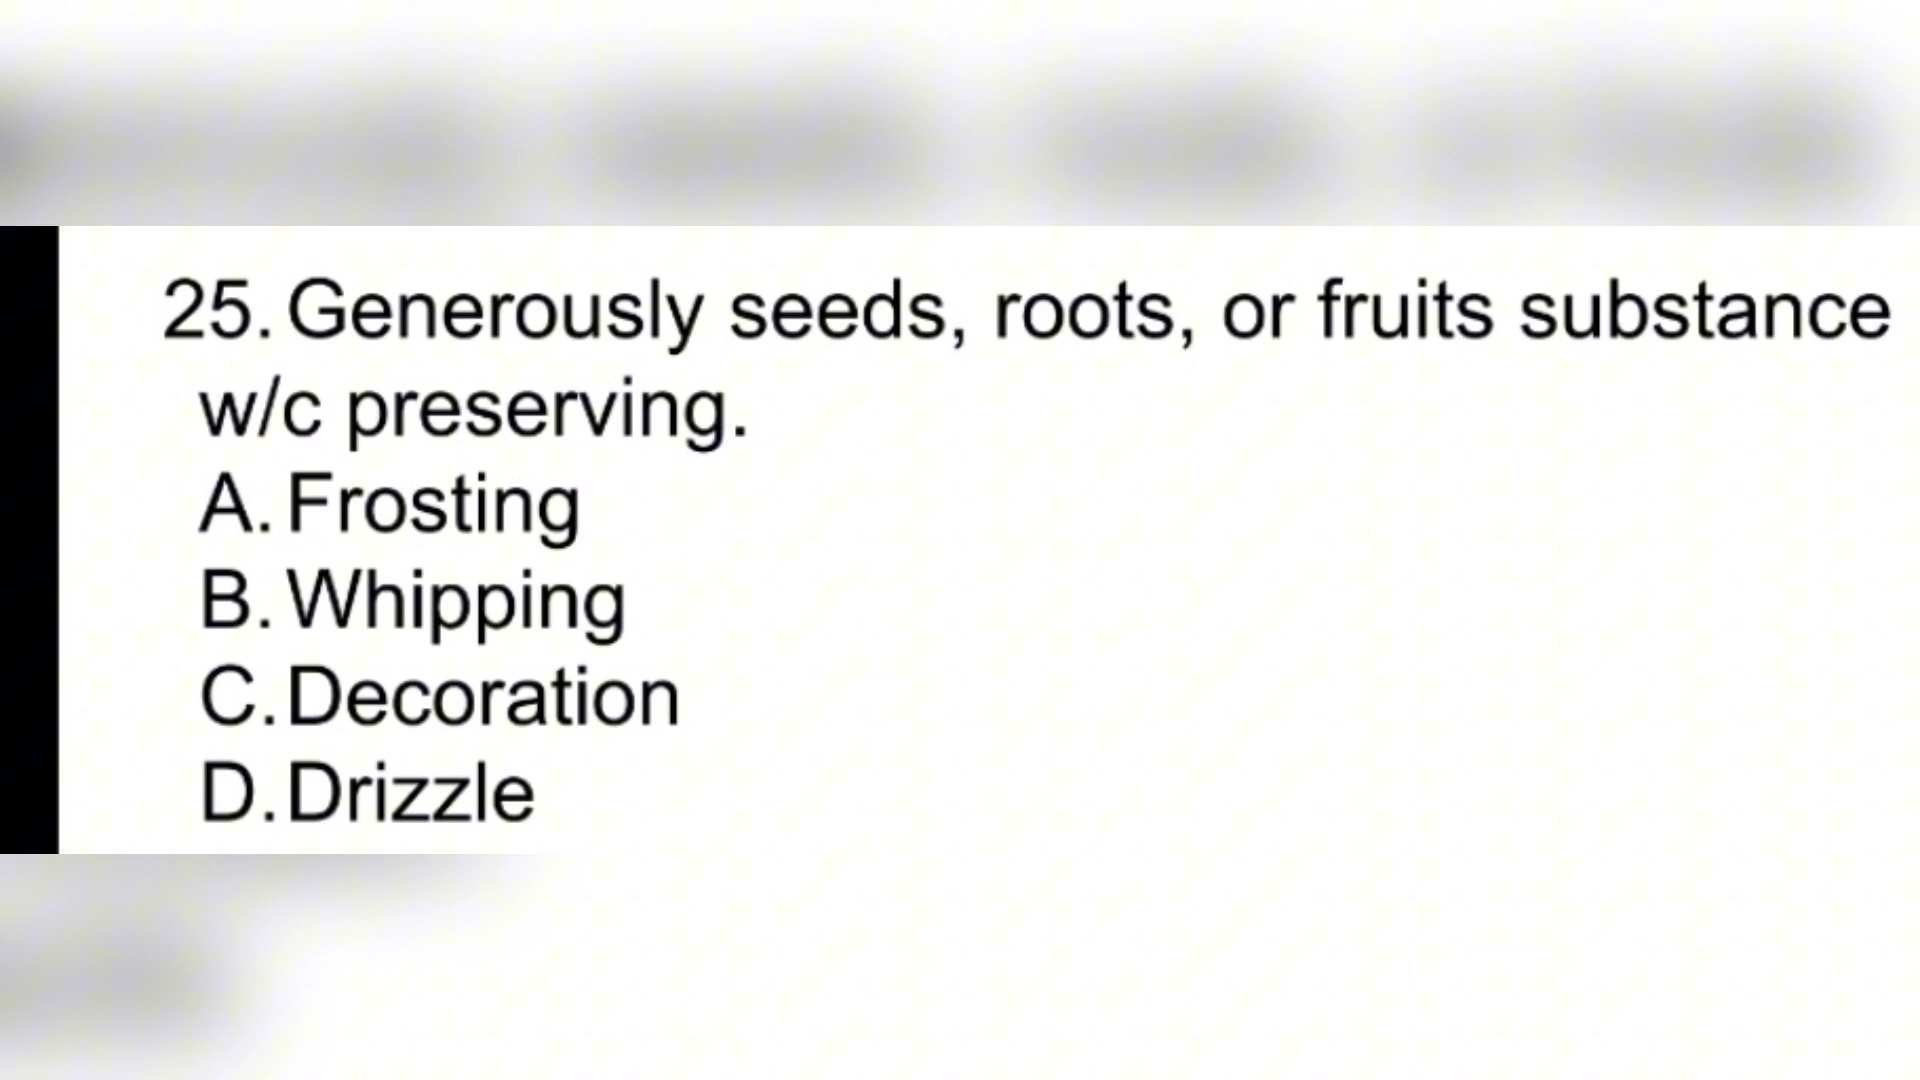 25. Generously seeds, roots, or fruits substance
w/c preserving.
A. Frosting
B. Whipping
C. Decoration
D. Drizzle